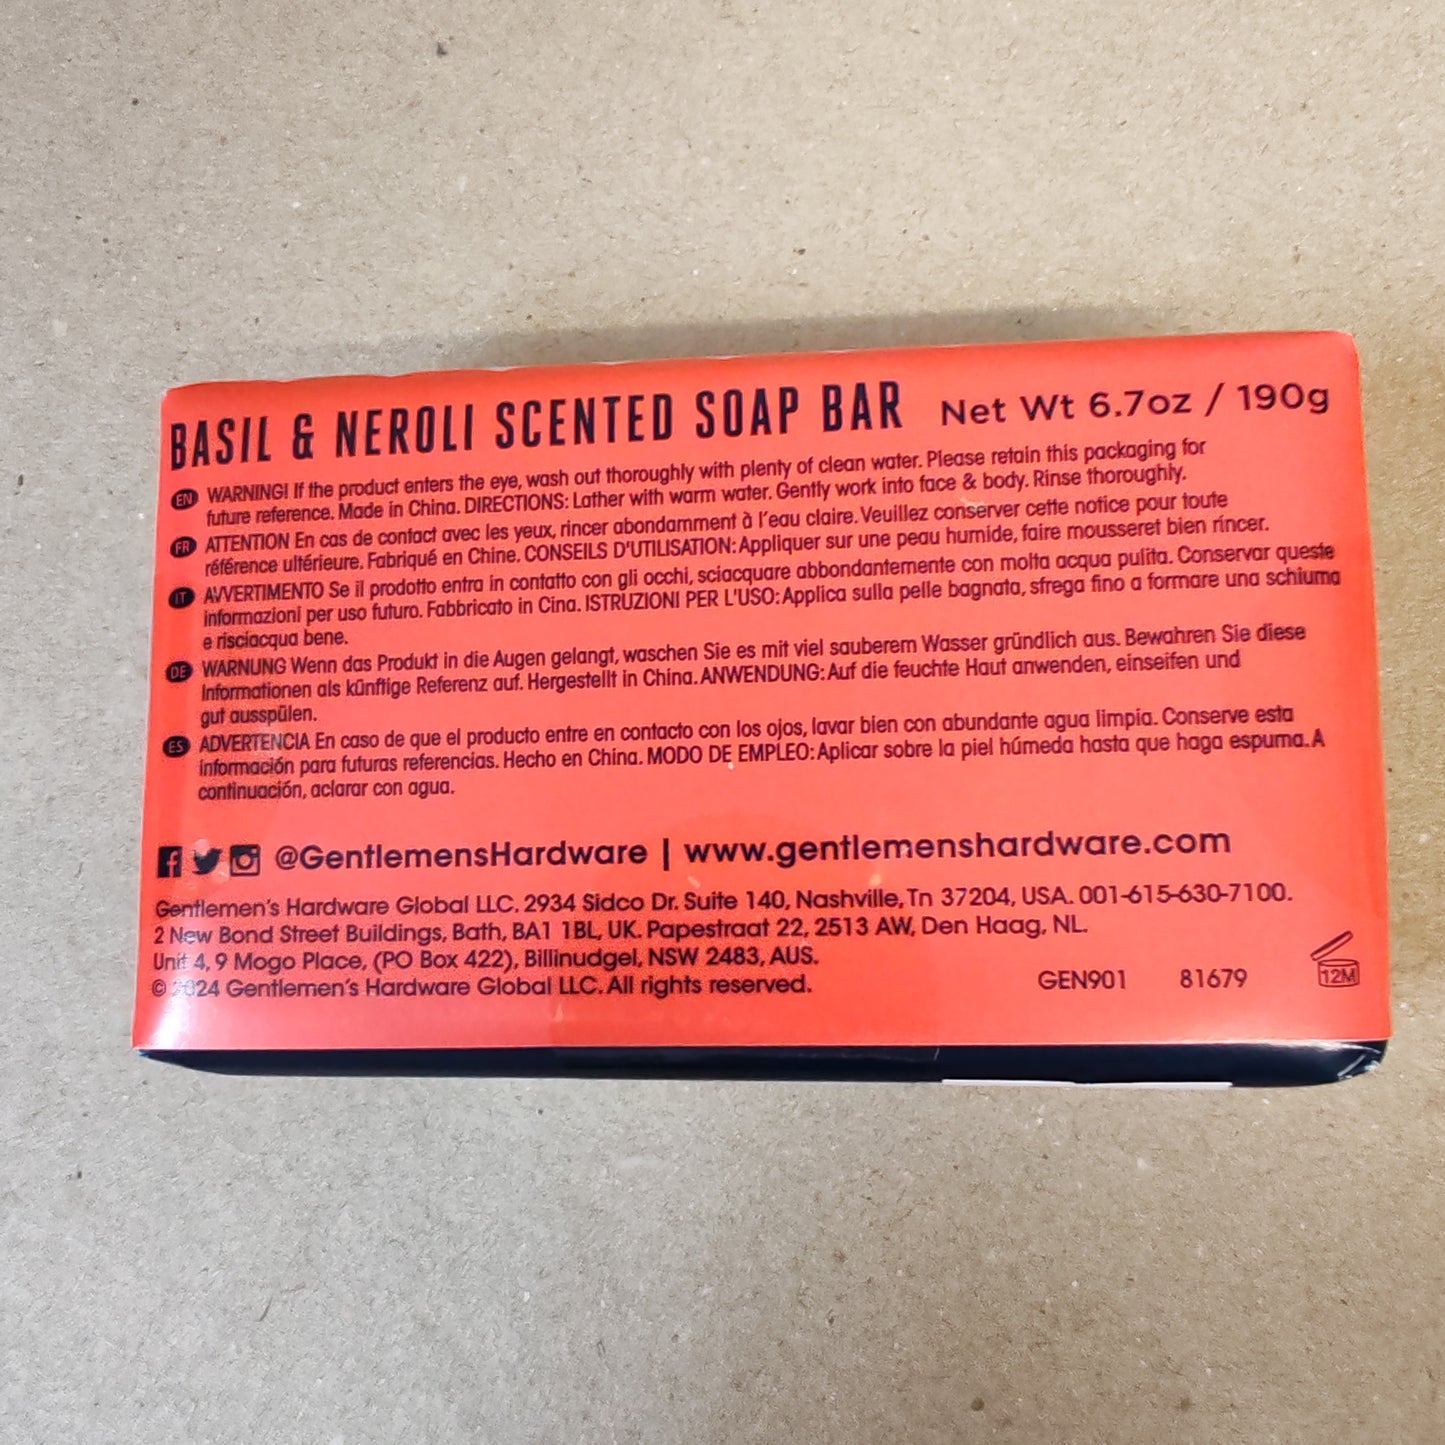 BASIL & NEROLI SCENTED SOAP BAR Net Wt 6.7oz / 190g
EN WARNING! If the product enters the eye, wash out thoroughly with plenty of clean water. Please retain this packaging for
future reference. Made in China. DIRECTIONS: Lather with warm water. Gently work into face & body. Rinse thoroughly.
FR ATTENTION En cas de contact avec les yeux, rincer abondamment à l'eau claire. Veuillez conserver cette notice pour toute
référence ultérieure. Fabriqué en Chine. CONSEILS D'UTILISATION: Appliquer sur une peau humide, faire mousseret bien rincer.
IT AVVERTIMENTO Se il prodotto entra in contatto con gli occhi, sciacquare abbondantemente con molta acqua pulita. Conservar queste
informazioni per uso futuro. Fabbricato in Cina. ISTRUZIONI PER L'USO: Applica sulla pelle bagnata, sfrega fino a formare una schiuma
e risciacqua bene.
DE WARNUNG Wenn das Produkt in die Augen gelangt, waschen Sie es mit viel sauberem Wasser gründlich aus. Bewahren Sie diese
Informationen als künftige Referenz auf. Hergestellt in China. ANWENDUNG: Auf die feuchte Haut anwenden, einseifen und
gut ausspülen.
ES ADVERTENCIA En caso de que el producto entre en contacto con los ojos, lavar bien con abundante agua limpia. Conserve esta
información para futuras referencias. Hecho en China. MODO DE EMPLEO: Aplicar sobre la piel húmeda hasta que haga espuma. A
continuación, aclarar con agua.
@GentlemensHardware | www.gentlemenshardware.com
Gentlemen's Hardware Global LLC. 2934 Sidco Dr. Suite 140, Nashville, Tn 37204, USA. 001-615-630-7100.
2 New Bond Street Buildings, Bath, BA1 1BL, UK. Papestraat 22, 2513 AW, Den Haag, NL.
Unit 4, 9 Mogo Place, (PO Box 422), Billinudgel, NSW 2483, AUS.
© 2024 Gentlemen's Hardware Global LLC. All rights reserved. GEN901 81679 12M